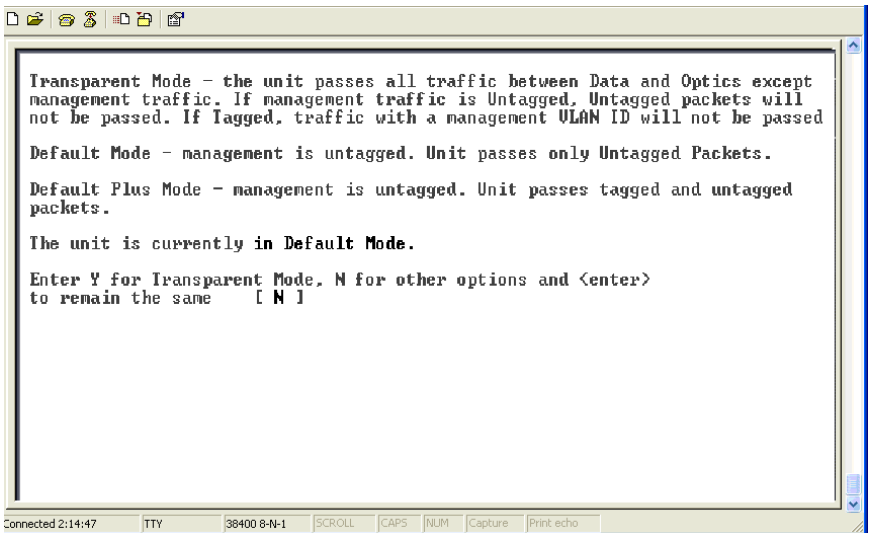 Transparent Mode - the unit passes all traffic between Data and Optics except
management traffic. If management traffic is Untagged, Untagged packets will
not be passed. If Tagged, traffic with a management VLAN ID will not be passed
Default Mode - management is untagged. Unit passes only Untagged Packets.
Default Plus Mode - management is untagged. Unit passes tagged and untagged
packets.
The unit is currently in Default Mode.
Enter Y for Transparent Mode, N for other options and <enter>
to remain the same [ N ]
Connected 2:14:47 TTY 38400 8-N-1 SCROLL CAPS NUM Capture Print echo